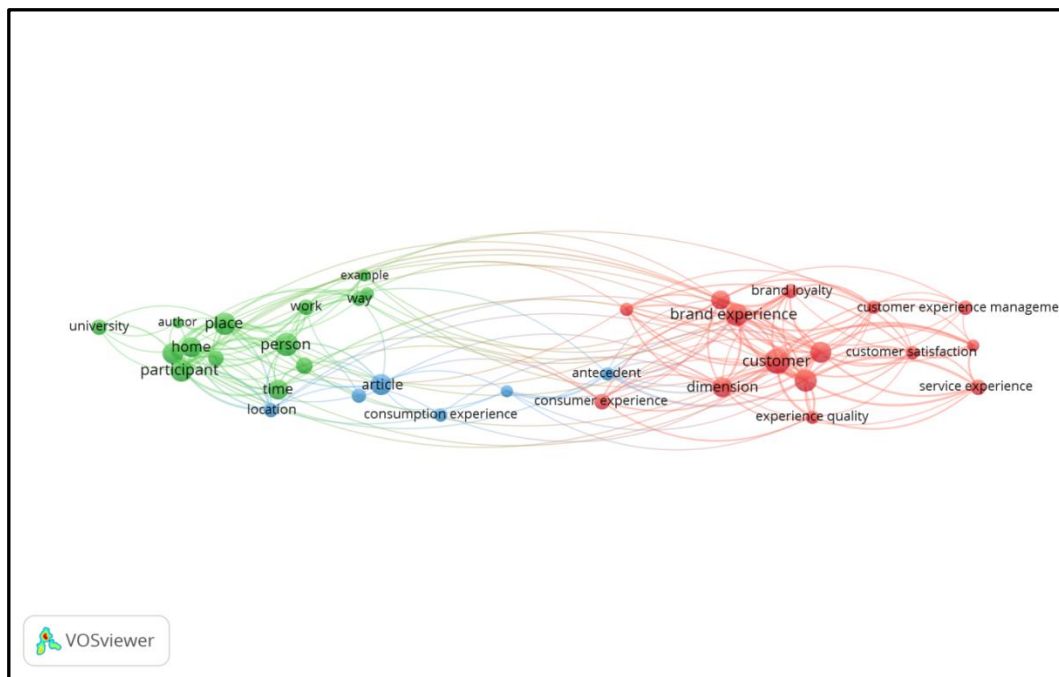 example
work
way
brand loyalty
customer experience manageme
brand experience
university
author
place
person
home
participant
customer
customer satisfaction
time
article
antecedent
dimension
service experience
location
consumption experience
consumer experience
experience quality
VOSviewer